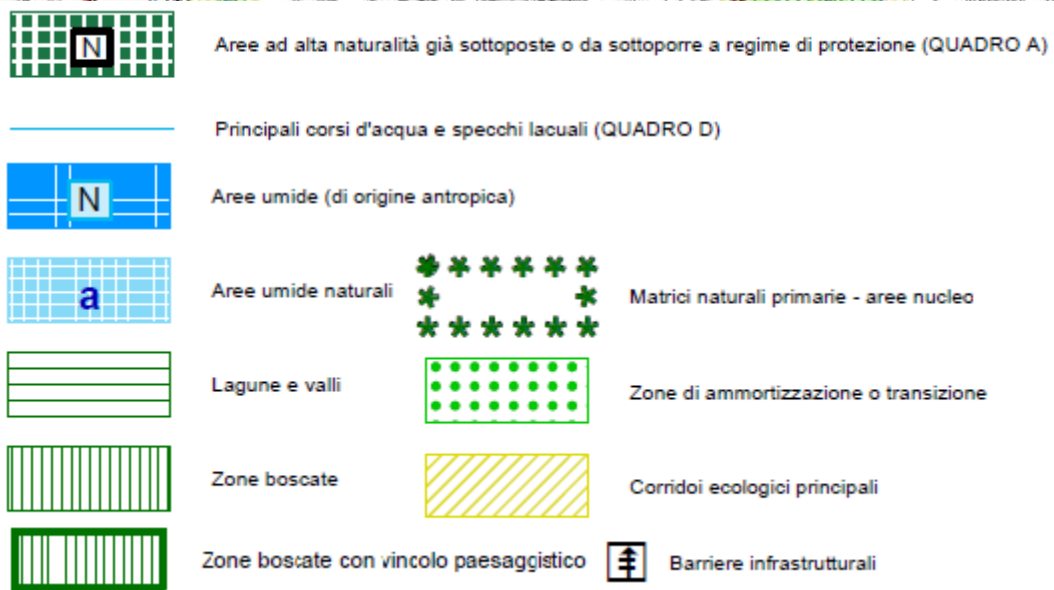 N Aree ad alta naturalità già sottoposte o da sottoporre a regime di protezione (QUADRO A)
Principali corsi d'acqua e specchi lacuali (QUADRO D)
N Aree umide (di origine antropica)
a Aree umide naturali
Matrici naturali primarie - aree nucleo
Lagune e valli
Zone di ammortizzazione o transizione
Zone boscate
Corridoi ecologici principali
Zone boscate con vincolo paesaggistico
Barriere infrastrutturali